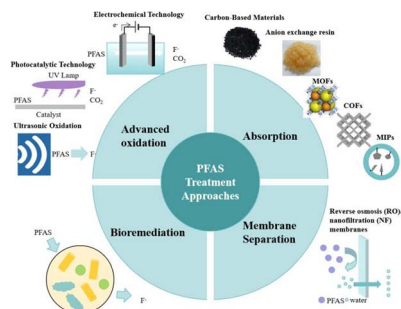 Electrochemical Technology
e-
PFAS
F-
CO2
Carbon-Based Materials
Anion exchange resin
MOFs
COFs
MIPs
Photocatalytic Technology
UV Lamp
PFAS
F-
CO2
Catalyst
Ultrasonic Oxidation
PFAS
F-
Advanced
oxidation
Absorption
PFAS
Treatment
Approaches
Bioremediation
Membrane
Separation
PFAS
F-
Reverse osmosis (RO)
nanofiltration (NF)
membranes
PFAS water